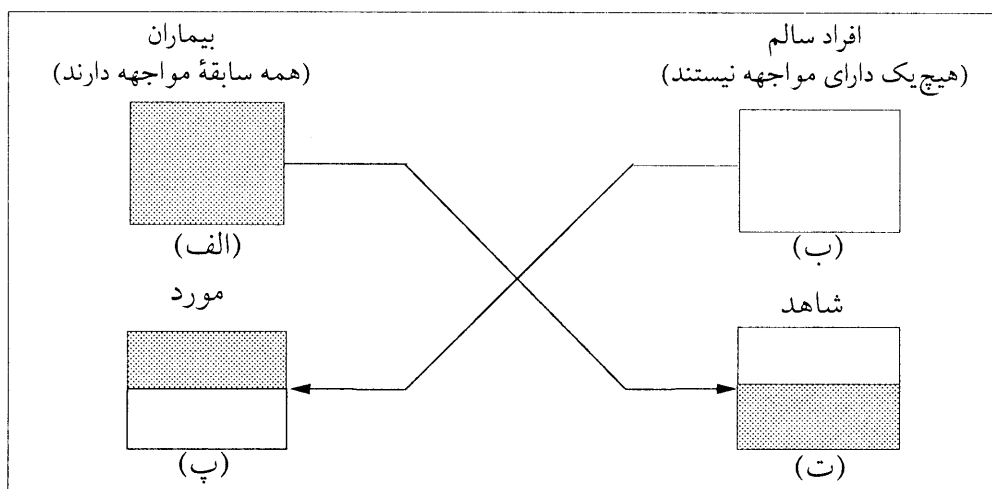 افراد سالم
(هیچ‌یک دارای مواجهه نیستند)
بیماران
(همه سابقهٔ مواجهه دارند)
(ب)
(الف)
شاهد
مورد
(ت)
(پ)